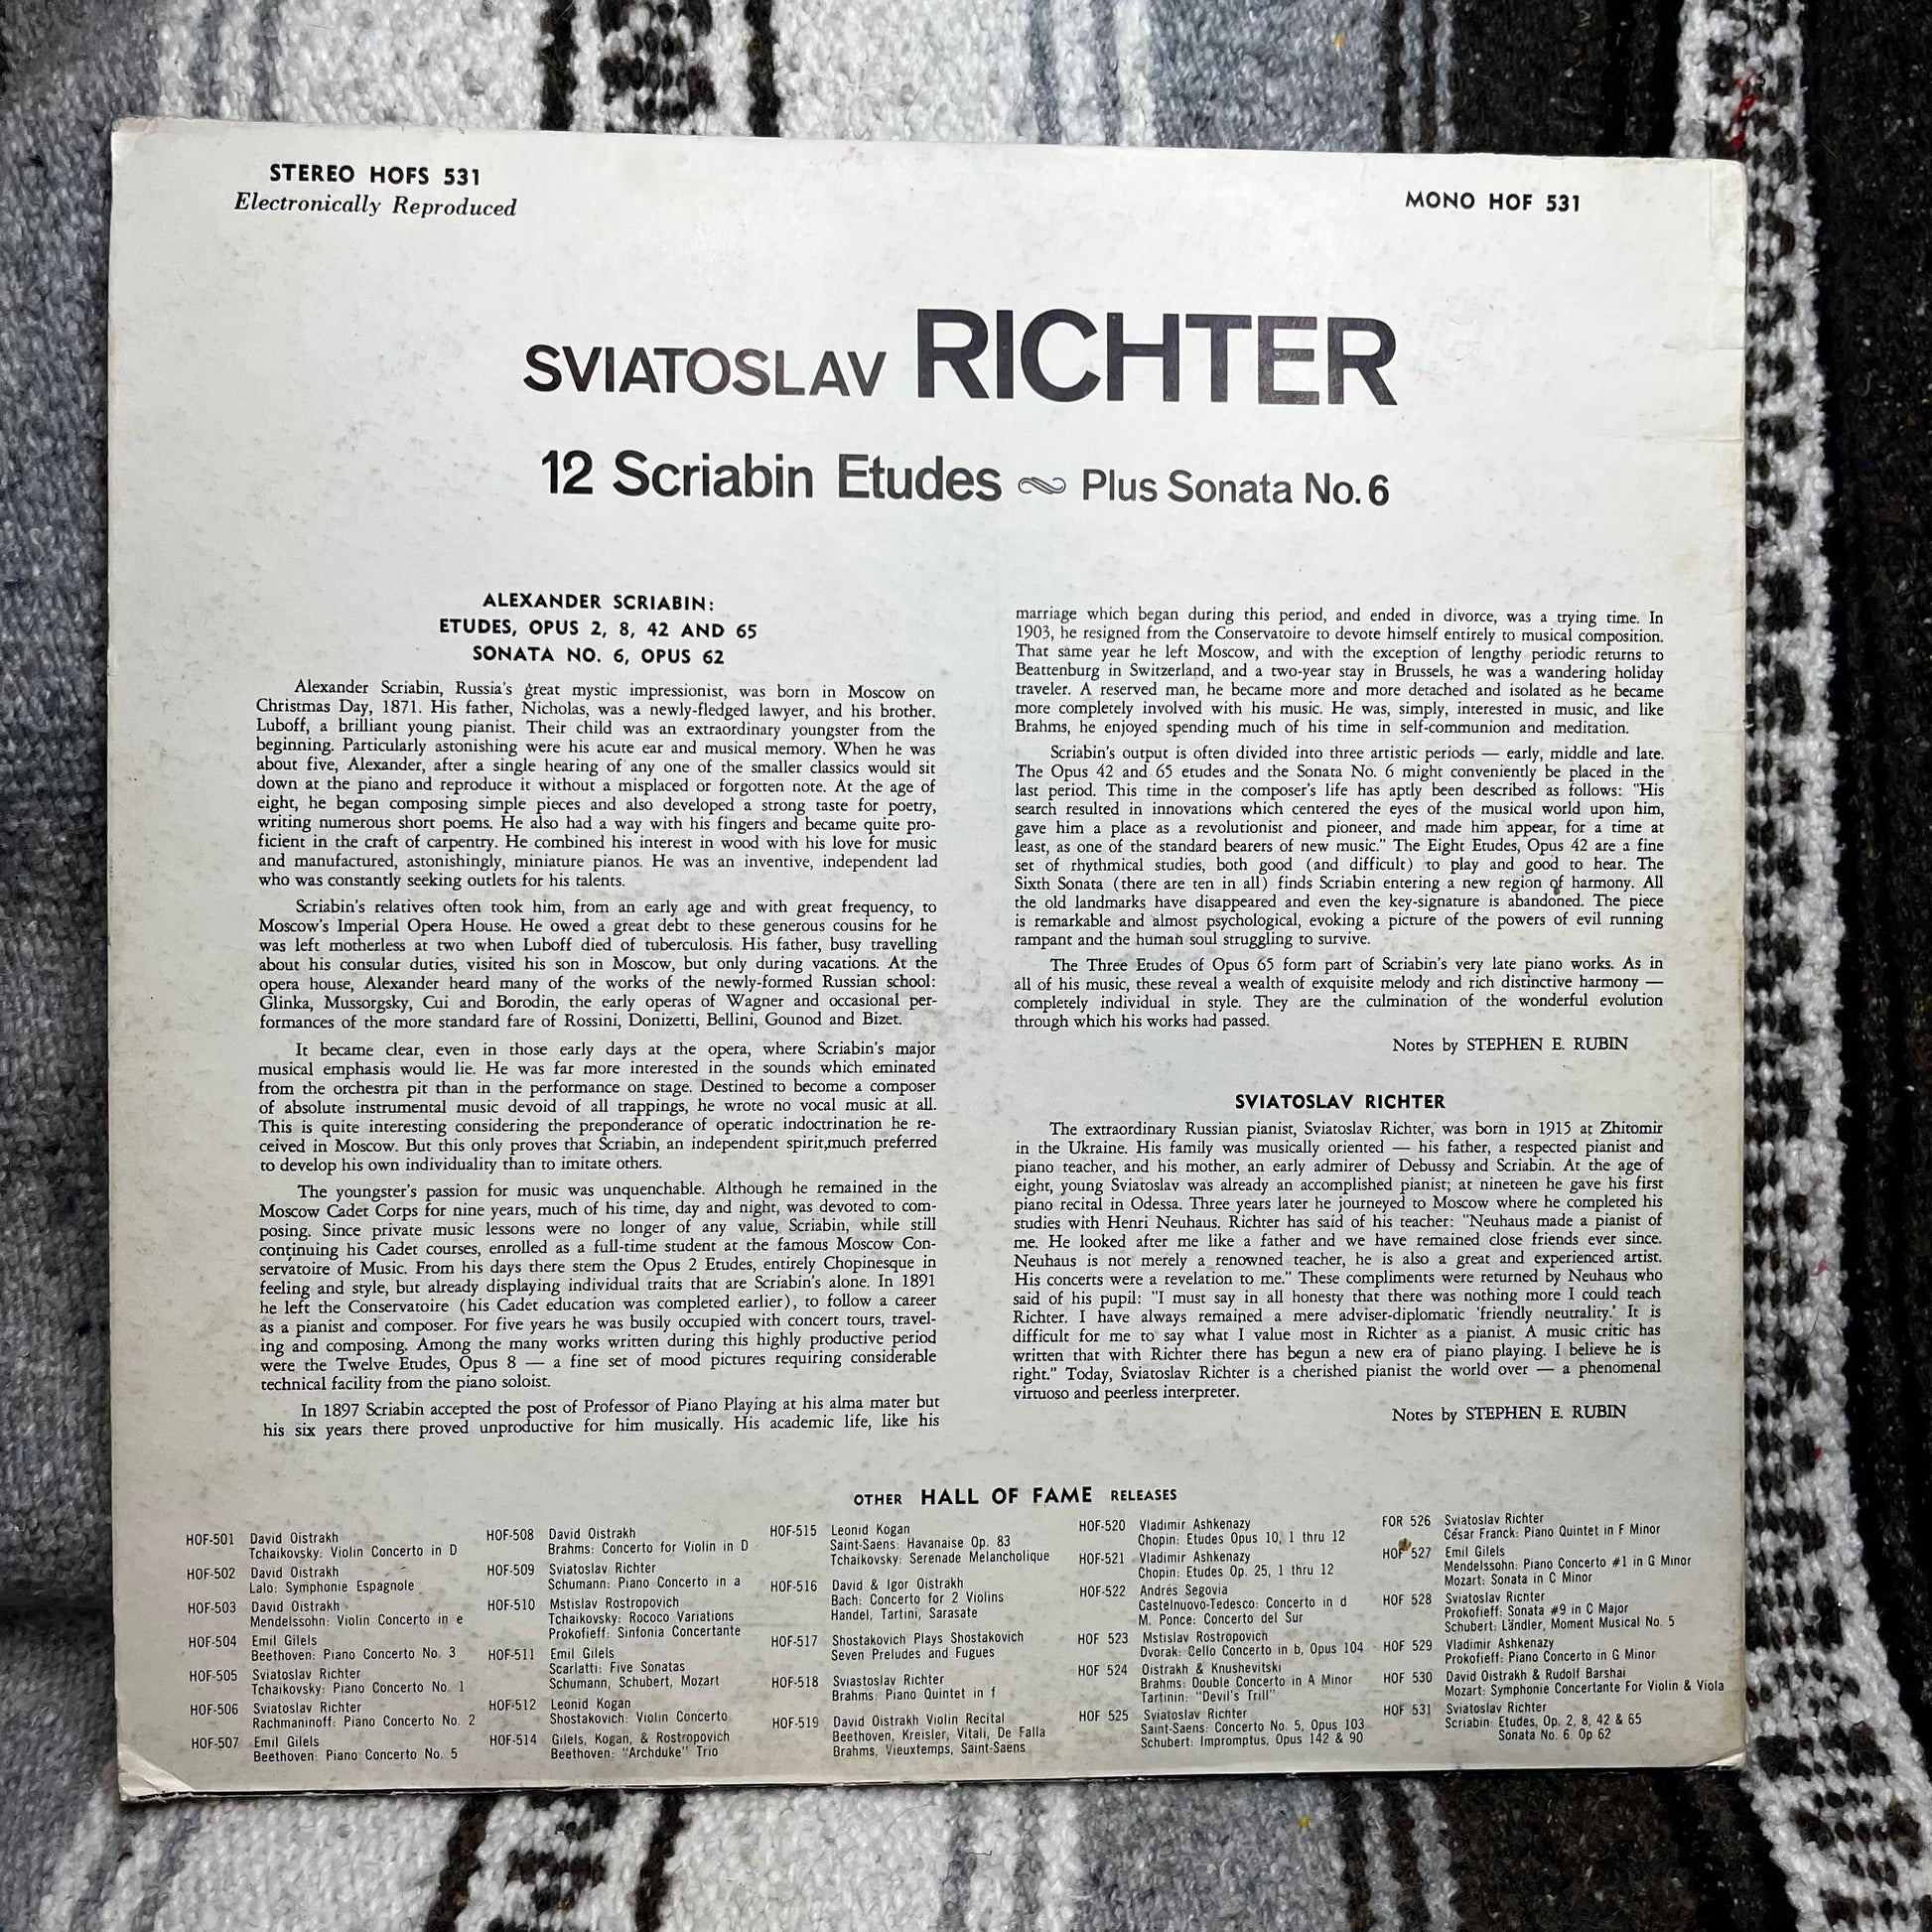 STEREO HOFS 531
Electronically Reproduced
MONO HOF 531
SVIATOSLAV RICHTER
12 Scriabin Etudes Plus Sonata No. 6
ALEXANDER SCRIABIN:
ETUDES, OPUS 2, 8, 42 AND 65
SONATA NO. 6, OPUS 62
Alexander Scriabin, Russia's great mystic impressionist, was born in Moscow on
Christmas Day, 1871. His father, Nicholas, was a newly-fledged lawyer, and his brother,
Luboff, a brilliant young pianist. Their child was an extraordinary youngster from the
beginning. Particularly astonishing were his acute ear and musical memory. When he was
about five, Alexander, after a single hearing of any one of the smaller classics would sit
down at the piano and reproduce it without a misplaced or forgotten note. At the age of
eight, he began composing simple pieces and also developed a strong taste for poetry,
writing numerous short poems. He also had a way with his fingers and became quite pro-
ficient in the craft of carpentry. He combined his interest in wood with his love for music
and manufactured, astonishingly, miniature pianos. He was an inventive, independent lad
who was constantly seeking outlets for his talents.
Scriabin's relatives often took him, from an early age and with great frequency, to
Moscow's Imperial Opera House. He owed a great debt to these generous cousins for he
was left motherless at two when Luboff died of tuberculosis. His father, busy travelling
about his consular duties, visited his son in Moscow, but only during vacations. At the
opera house, Alexander heard many of the works of the newly-formed Russian school:
Glinka, Mussorgsky, Cui and Borodin, the early operas of Wagner and occasional per-
formances of the more standard fare of Rossini, Donizetti, Bellini, Gounod and Bizet.
It became clear, even in those early days at the opera, where Scriabin's major
musical emphasis would lie. He was far more interested in the sounds which eminated
from the orchestra pit than in the performance on stage. Destined to become a composer
of absolute instrumental music devoid of all trappings, he wrote no vocal music at all.
This is quite interesting considering the preponderance of operatic indoctrination he re-
ceived in Moscow. But this only proves that Scriabin, an independent spirit,much preferred
to develop his own individuality than to imitate others.
The youngster's passion for music was unquenchable. Although he remained in the
Moscow Cadet Corps for nine years, much of his time, day and night, was devoted to com-
posing. Since private music lessons were no longer of any value, Scriabin, while still
continuing his Cadet courses, enrolled as a full-time student at the famous Moscow Con-
servatoire of Music. From his days there stem the Opus 2 Etudes, entirely Chopinesque in
feeling and style, but already displaying individual traits that are Scriabin's alone. In 1891
he left the Conservatoire (his Cadet education was completed earlier), to follow a career
as a pianist and composer. For five years he was busily occupied with concert tours, travel-
ing and composing. Among the many works written during this highly productive period
were the Twelve Etudes, Opus 8 — a fine set of mood pictures requiring considerable
technical facility from the piano soloist.
In 1897 Scriabin accepted the post of Professor of Piano Playing at his alma mater but
his six years there proved unproductive for him musically. His academic life, like his
marriage which began during this period, and ended in divorce, was a trying time. In
1903, he resigned from the Conservatoire to devote himself entirely to musical composition.
That same year he left Moscow, and with the exception of lengthy periodic returns to
Beattenburg in Switzerland, and a two-year stay in Brussels, he was a wandering holiday
traveler. A reserved man, he became more and more detached and isolated as he became
more completely involved with his music. He was, simply, interested in music, and like
Brahms, he enjoyed spending much of his time in self-communion and meditation.
Scriabin's output is often divided into three artistic periods — early, middle and late.
The Opus 42 and 65 etudes and the Sonata No. 6 might conveniently be placed in the
last period. This time in the composer's life has aptly been described as follows: "His
search resulted in innovations which centered the eyes of the musical world upon him,
gave him a place as a revolutionist and pioneer, and made him appear, for a time at
least, as one of the standard bearers of new music." The Eight Etudes, Opus 42 are a fine
set of rhythmical studies, both good (and difficult) to play and good to hear. The
Sixth Sonata (there are ten in all) finds Scriabin entering a new region of harmony. All
the old landmarks have disappeared and even the key-signature is abandoned. The piece
is remarkable and almost psychological, evoking a picture of the powers of evil running
rampant and the human soul struggling to survive.
The Three Etudes of Opus 65 form part of Scriabin's very late piano works. As in
all of his music, these reveal a wealth of exquisite melody and rich distinctive harmony —
completely individual in style. They are the culmination of the wonderful evolution
through which his works had passed.
Notes by STEPHEN E. RUBIN
SVIATOSLAV RICHTER
The extraordinary Russian pianist, Sviatoslav Richter, was born in 1915 at Zhitomir
in the Ukraine. His family was musically oriented — his father, a respected pianist and
piano teacher, and his mother, an early admirer of Debussy and Scriabin. At the age of
eight, young Sviatoslav was already an accomplished pianist; at nineteen he gave his first
piano recital in Odessa. Three years later he journeyed to Moscow where he completed his
studies with Henri Neuhaus. Richter has said of his teacher: "Neuhaus made a pianist of
me. He looked after me like a father and we have remained close friends ever since.
Neuhaus is not merely a renowned teacher, he is also a great and experienced artist.
His concerts were a revelation to me." These compliments were returned by Neuhaus who
said of his pupil: "I must say in all honesty that there was nothing more I could teach
Richter. I have always remained a mere adviser-diplomatic 'friendly neutrality.' It is
difficult for me to say what I value most in Richter as a pianist. A music critic has
written that with Richter there has begun a new era of piano playing. I believe he is
right." Today, Sviatoslav Richter is a cherished pianist the world over — a phenomenal
virtuoso and peerless interpreter.
Notes by STEPHEN E. RUBIN
OTHER HALL OF FAME RELEASES
HOF-501 David Oistrakh
Tchaikovsky: Violin Concerto in D
HOF-502 David Oistrakh
Lalo: Symphonie Espagnole
HOF-503 David Oistrakh
Mendelssohn: Violin Concerto in e
HOF-504 Emil Gilels
Beethoven: Piano Concerto No. 3
HOF-505 Sviatoslav Richter
Tchaikovsky: Piano Concerto No. 1
HOF-506 Sviatoslav Richter
Rachmaninoff: Piano Concerto No. 2
HOF-507 Emil Gilels
Beethoven: Piano Concerto No. 5
HOF-508 David Oistrakh
Brahms: Concerto for Violin in D
HOF-509 Sviatoslav Richter
Schumann: Piano Concerto in a
HOF-510 Mstislav Rostropovich
Tchaikovsky: Rococo Variations
Prokofieff: Sinfonia Concertante
HOF-511 Emil Gilels
Scarlatti: Five Sonatas
Schumann, Schubert, Mozart
HOF-512 Leonid Kogan
Shostakovich: Violin Concerto
HOF-514 Gilels, Kogan, & Rostropovich
Beethoven: "Archduke" Trio
HOF-515 Leonid Kogan
Saint-Saens: Havanaise Op. 83
Tchaikovsky: Serenade Melancholique
HOF-516 David & Igor Oistrakh
Bach: Concerto for 2 Violins
Handel, Tartini, Sarasate
HOF-517 Shostakovich Plays Shostakovich
Seven Preludes and Fugues
HOF-518 Sviastoslav Richter
Brahms: Piano Quintet in f
HOF-519 David Oistrakh Violin Recital
Beethoven, Kreisler, Vitali, De Falla
Brahms, Vieuxtemps, Saint-Saens
HOF-520 Vladimir Ashkenazy
Chopin: Etudes Opus 10, 1 thru 12
HOF-521 Vladimir Ashkenazy
Chopin: Etudes Op. 25, 1 thru 12
HOF-522 Andrés Segovia
Castelnuovo-Tedesco: Concerto in d
M. Ponce: Concerto del Sur
HOF 523 Mstislav Rostropovich
Dvorak: Cello Concerto in b, Opus 104
HOF 524 Oistrakh & Knushevitski
Brahms: Double Concerto in A Minor
Tartinin: "Devil's Trill"
HOF 525 Sviatoslav Richter
Saint-Saens: Concerto No. 5, Opus 103
Schubert: Impromptus, Opus 142 & 90
FOR 526 Sviatoslav Richter
César Franck: Piano Quintet in F Minor
HOF 527 Emil Gilels
Mendelssohn: Piano Concerto #1 in G Minor
Mozart: Sonata in C Minor
HOF 528 Sviatoslav Richter
Prokofieff: Sonata #9 in C Major
Schubert: Ländler, Moment Musical No. 5
HOF 529 Vladimir Ashkenazy
Prokofieff: Piano Concerto in G Minor
HOF 530 David Oistrakh & Rudolf Barshai
Mozart: Symphonie Concertante For Violin & Viola
HOF 531 Sviatoslav Richter
Scriabin: Etudes, Op. 2, 8, 42 & 65
Sonata No. 6 Op 62